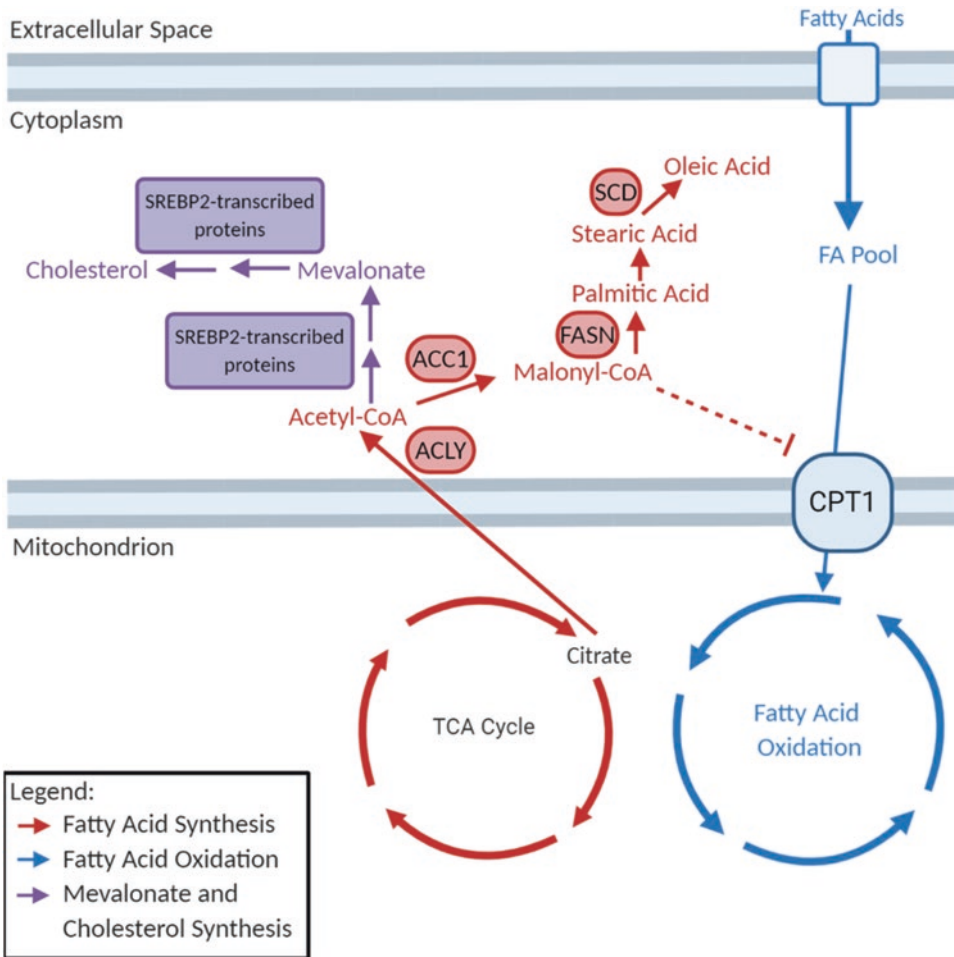 Extracellular Space
Fatty Acids
Cytoplasm
SREBP2-transcribed
proteins
Cholesterol
Mevalonate
SREBP2-transcribed
proteins
Acetyl-CoA
ACC1
ACLY
Oleic Acid
SCD
Stearic Acid
Palmitic Acid
FASN
Malonyl-CoA
FA Pool
CPT1
Mitochondrion
Citrate
TCA Cycle
Fatty Acid
Oxidation
Legend:
Fatty Acid Synthesis
Fatty Acid Oxidation
Mevalonate and
Cholesterol Synthesis